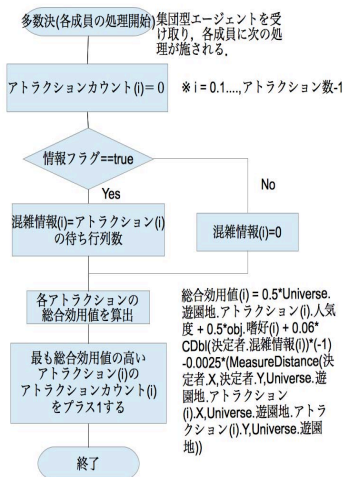 多数決(各成員の処理開始)
集団型エージェントを受
け取り，各成員に次の処
理が施される．
アトラクションカウント(i)＝0
※ i = 0.1....,アトラクション数-1
情報フラグ==true
Yes
No
混雑情報(i)=アトラクション(i)
の待ち行列数
混雑情報(i)=0
各アトラクションの
総合効用値を算出
総合効用値(i) = 0.5*Universe.
遊園地.アトラクション(i).人気
度 + 0.5*obj.嗜好(i) + 0.06*
CDbl(決定者.混雑情報(i))*(-1)
-0.0025*(MeasureDistance(決
定者.X,決定者.Y,Universe.遊
園地.アトラクション
(i).X,Universe.遊園地.アトラ
クション(i).Y,Universe.遊園
地))
最も総合効用値の高い
アトラクション(i)の
アトラクションカウント(i)
をプラス1する
終了